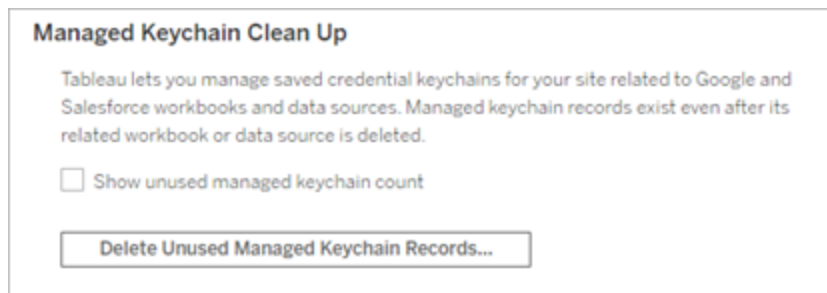 Managed Keychain Clean Up
Tableau lets you manage saved credential keychains for your site related to Google and
Salesforce workbooks and data sources. Managed keychain records exist even after its
related workbook or data source is deleted.
Show unused managed keychain count
Delete Unused Managed Keychain Records...